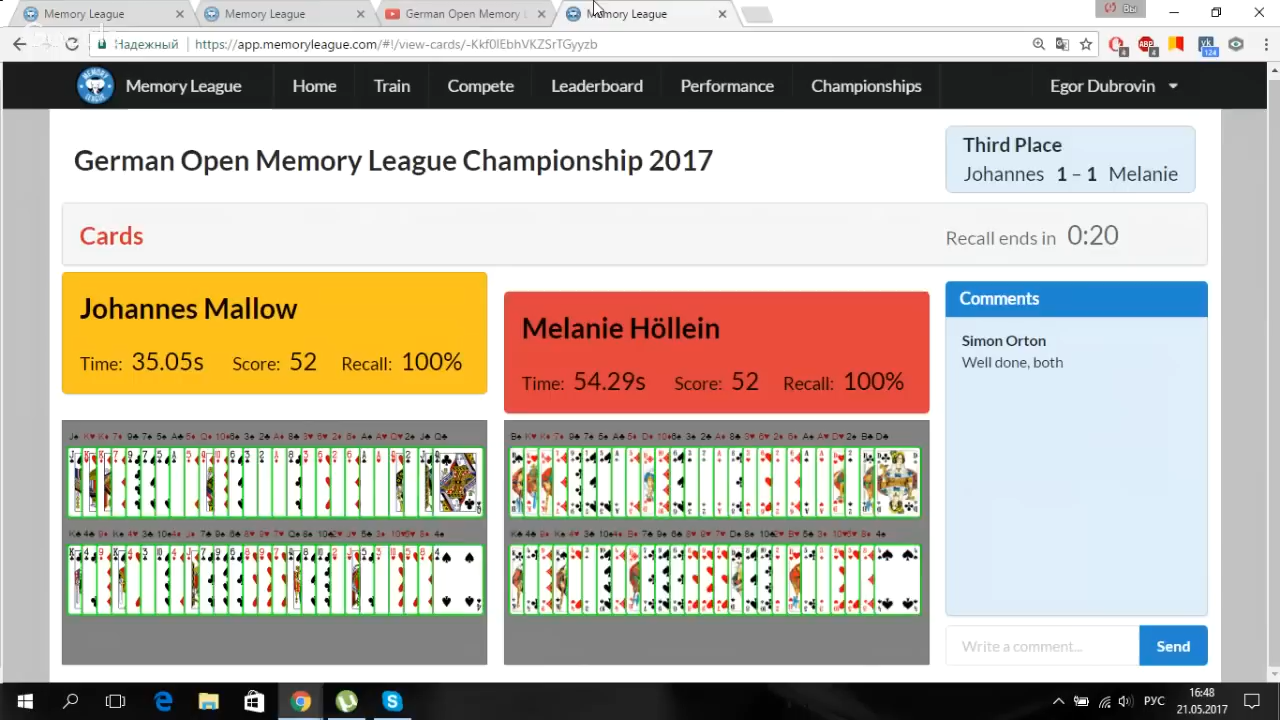 Memory League
Memory League
German Open Memory L
Memory League
Вы
Надежный
https://app.memoryleague.com/#!/view-cards/-Kkf0IEbhVKZSrTGyyzb
Memory League
Home
Train
Compete
Leaderboard
Performance
Championships
Egor Dubrovin
German Open Memory League Championship 2017
Third Place
Johannes 1 – 1 Melanie
Cards
Recall ends in 0:20
Johannes Mallow
Time: 35.05s Score: 52 Recall: 100%
Melanie Höllein
Time: 54.29s Score: 52 Recall: 100%
Comments
Simon Orton
Well done, both
Write a comment...
Send
РУС
16:48
21.05.2017